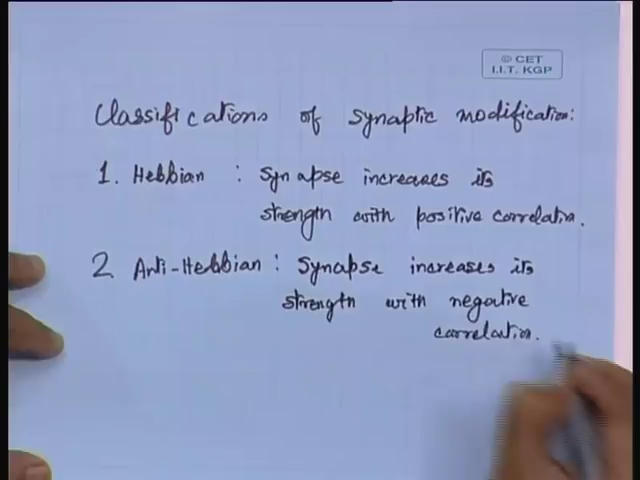 © CET
I.I.T. KGP
Classifications of synaptic modification:
1. Hebbian : Synapse increases its
strength with positive correlatin.
2 Anti-Hebbian : Synapse increases its
strength with negative
correlation.